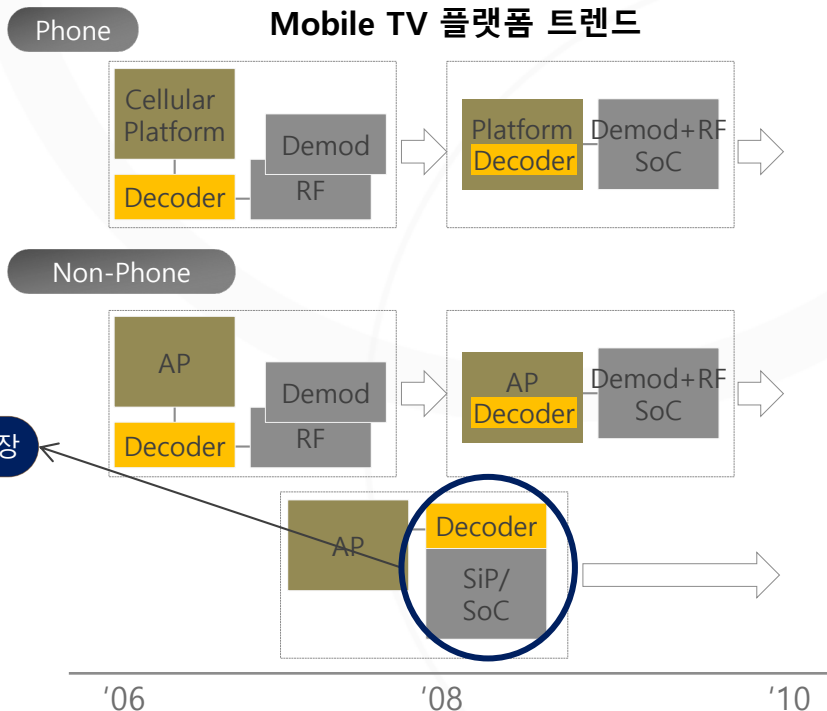 Phone
Mobile TV 플랫폼 트렌드
Cellular
Platform
Demod
Decoder
RF
Platform
Decoder
Demod+RF
SoC
Non-Phone
AP
Demod
Decoder
RF
AP
Decoder
Demod+RF
SoC
장
AP
Decoder
SiP/
SoC
'06
'08
'10